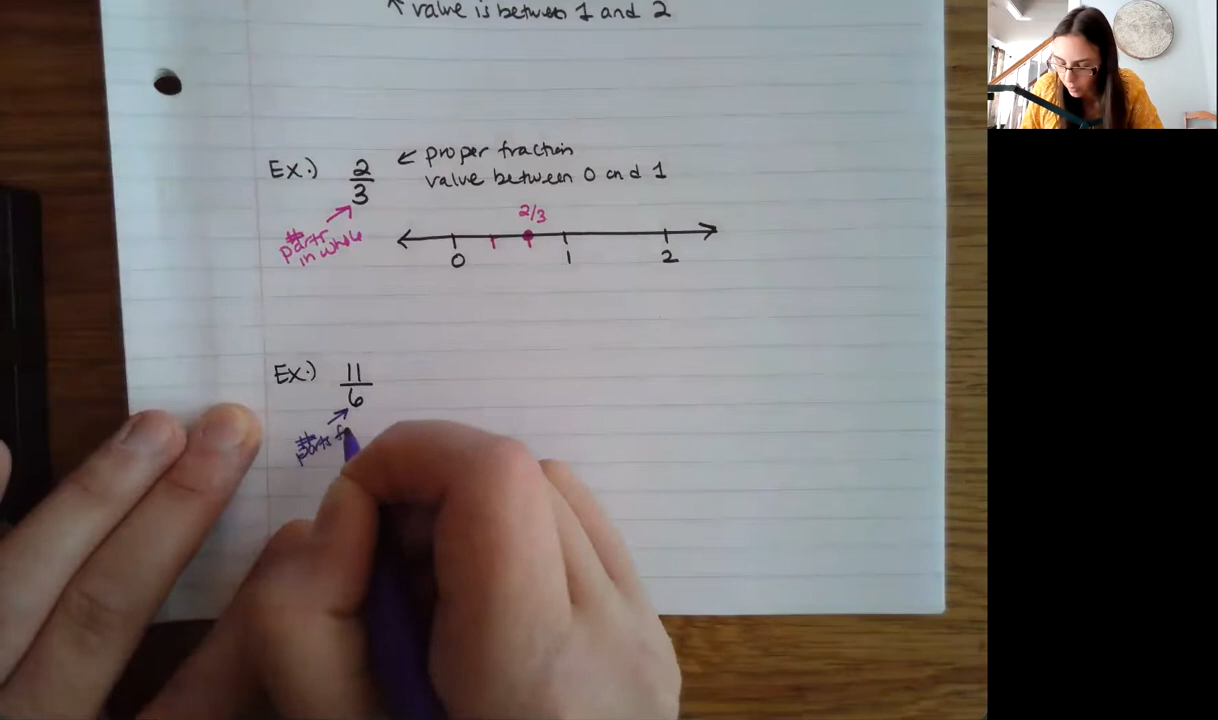 ↑ value is between 1 and 2
Ex.) 2/3 ← proper fraction
value between 0 and 1
# parts in whole
2/3
0 1 2
Ex.) 11/6
# parts